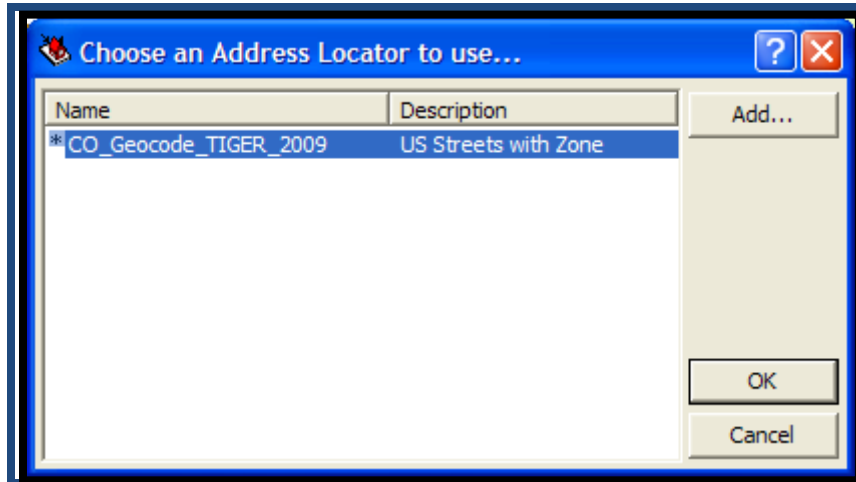 Choose an Address Locator to use...
Name Description Add...
*CO_Geocode_TIGER_2009 US Streets with Zone
OK
Cancel